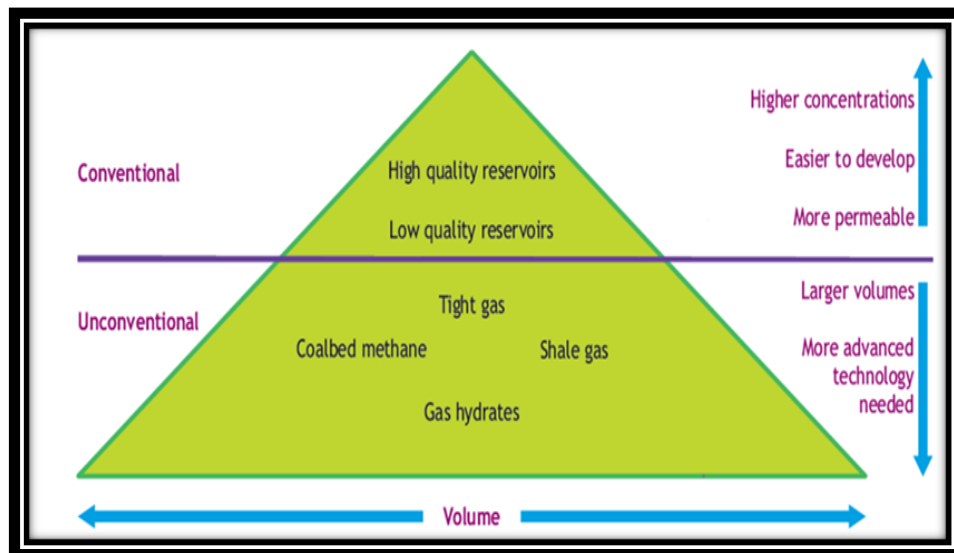 Conventional
High quality reservoirs
Low quality reservoirs
Higher concentrations
Easier to develop
More permeable
Unconventional
Tight gas
Coalbed methane
Shale gas
Gas hydrates
Larger volumes
More advanced
technology
needed
Volume